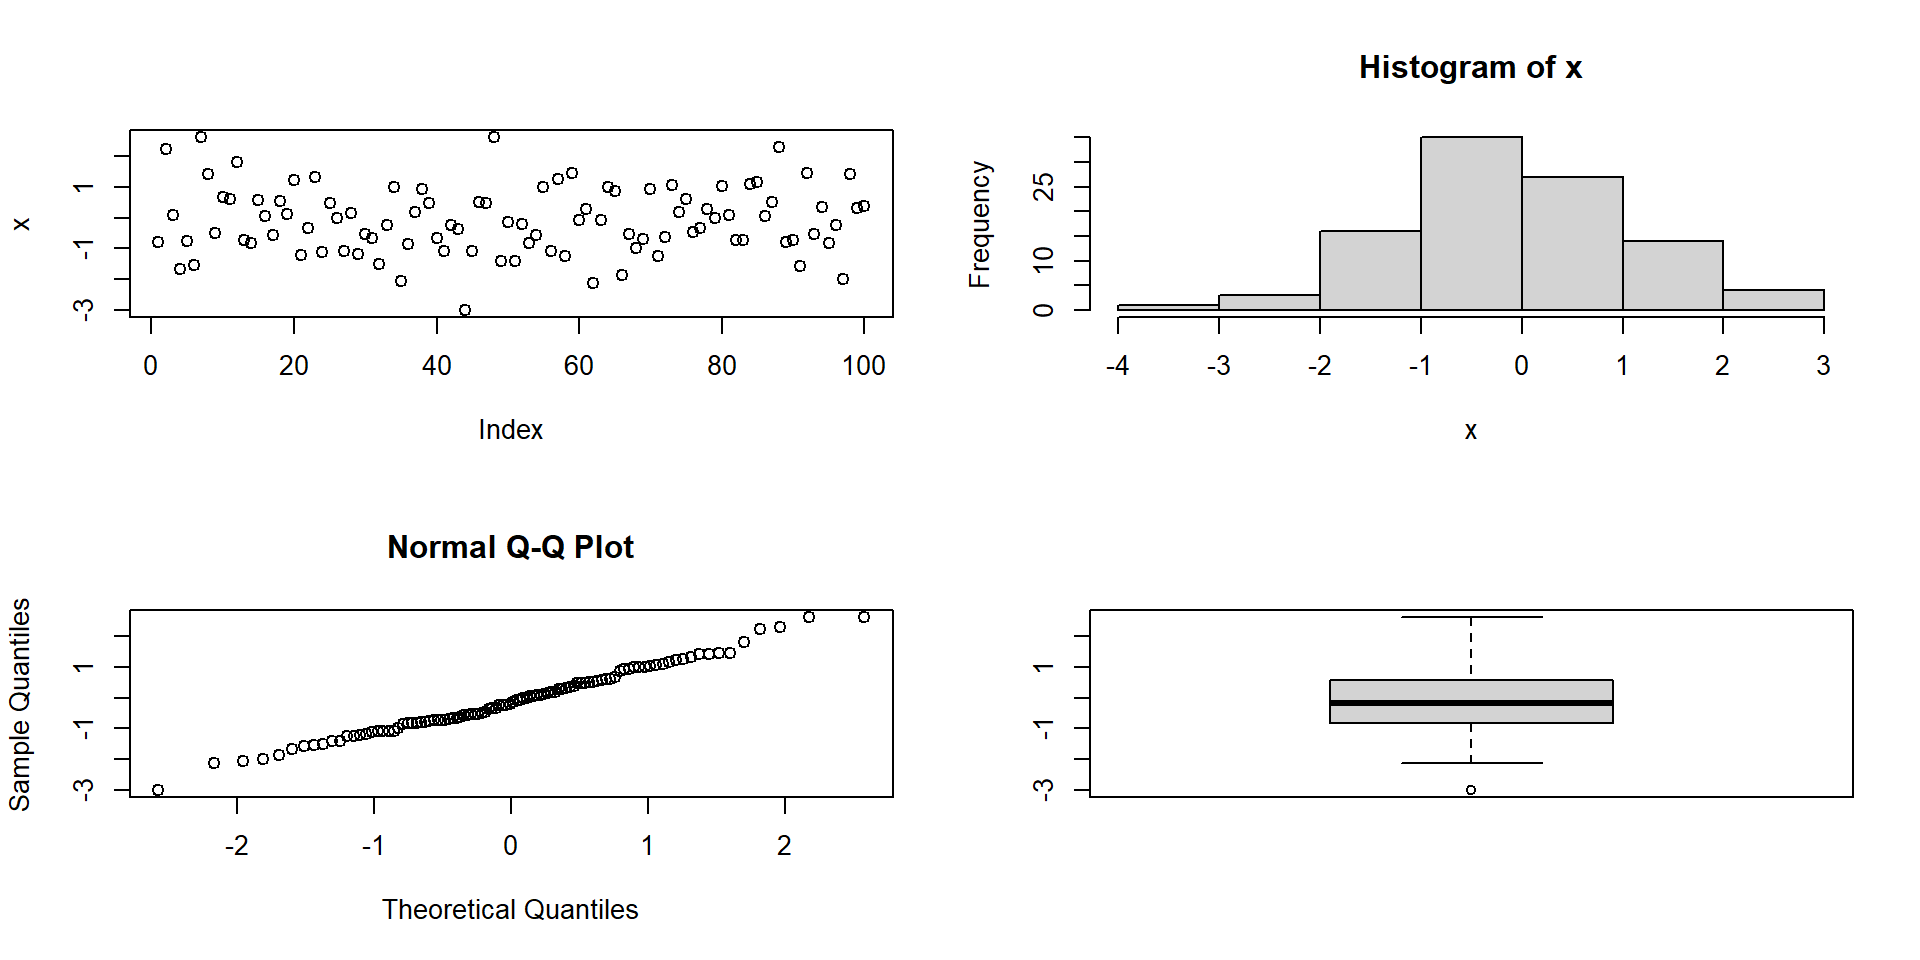 x
1
-1
-3
0 20 40 60 80 100
Index
Histogram of x
Frequency
25
10
0
-4 -3 -2 -1 0 1 2 3
x
Normal Q-Q Plot
Sample Quantiles
1
-1
-3
-2 -1 0 1 2
Theoretical Quantiles
1
-1
-3